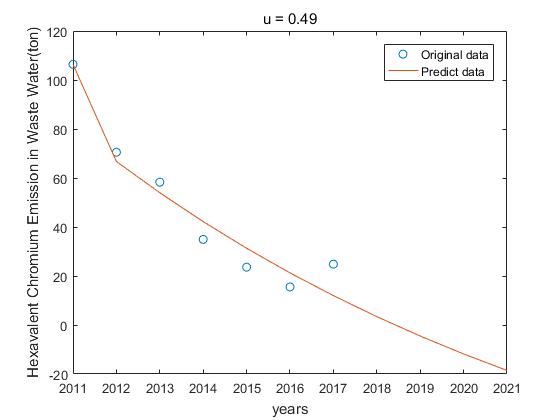 u = 0.49
Hexavalent Chromium Emission in Waste Water(ton)
120
100
80
60
40
20
0
-20
Original data
Predict data
2011 2012 2013 2014 2015 2016 2017 2018 2019 2020 2021
years